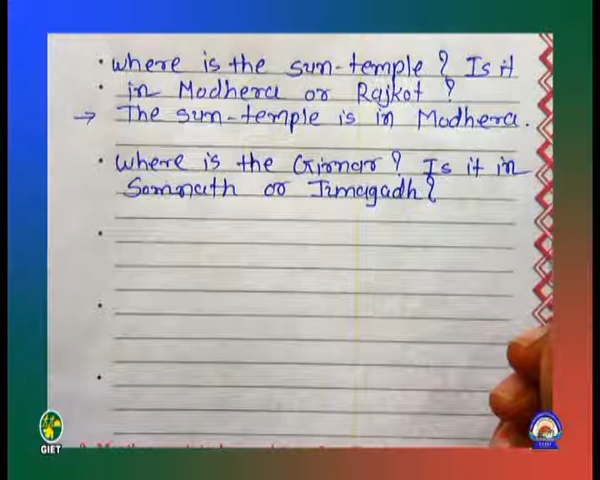 where is the sun-temple? Is it
in Modhera or Rajkot?
→ The sun-temple is in Modhera.
where is the Girnar? Is it in
Somnath or Junagadh?
GIET